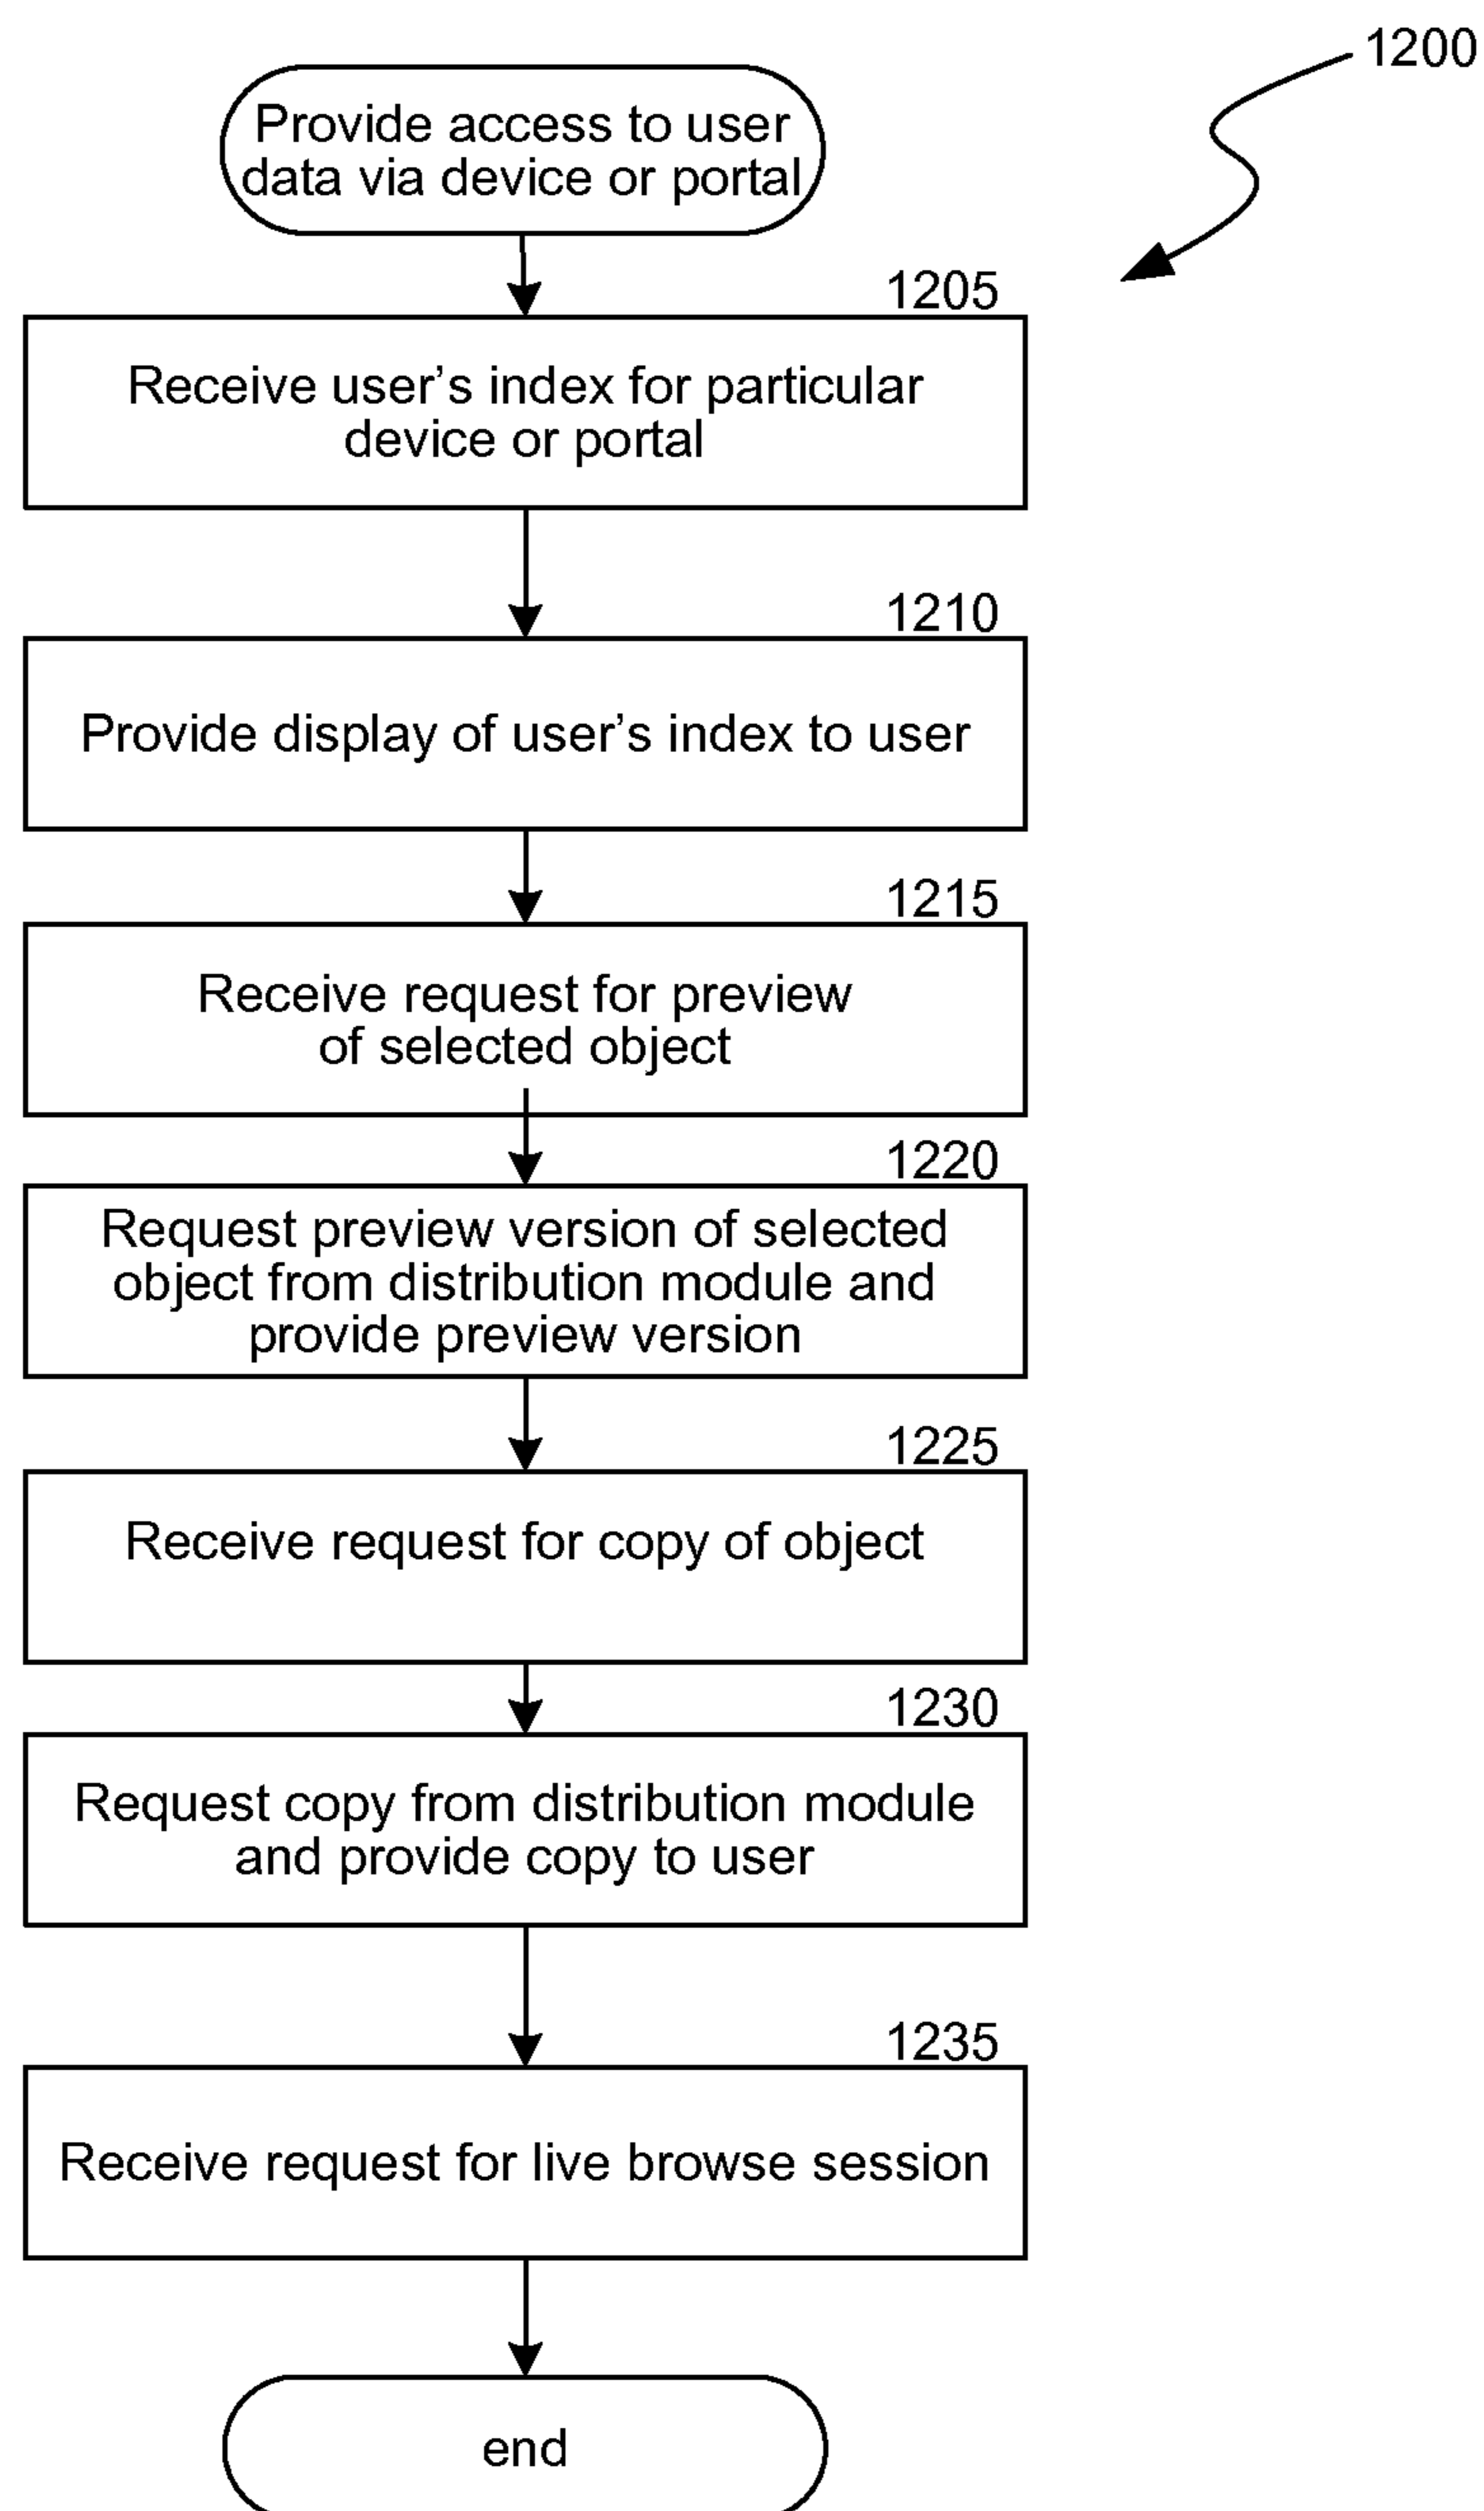 1200
Provide access to user
data via device or portal
1205
Receive user’s index for particular
device or portal
1210
Provide display of user’s index to user
1215
Receive request for preview
of selected object
1220
Request preview version of selected
object from distribution module and
provide preview version
1225
Receive request for copy of object
1230
Request copy from distribution module
and provide copy to user
1235
Receive request for live browse session
end